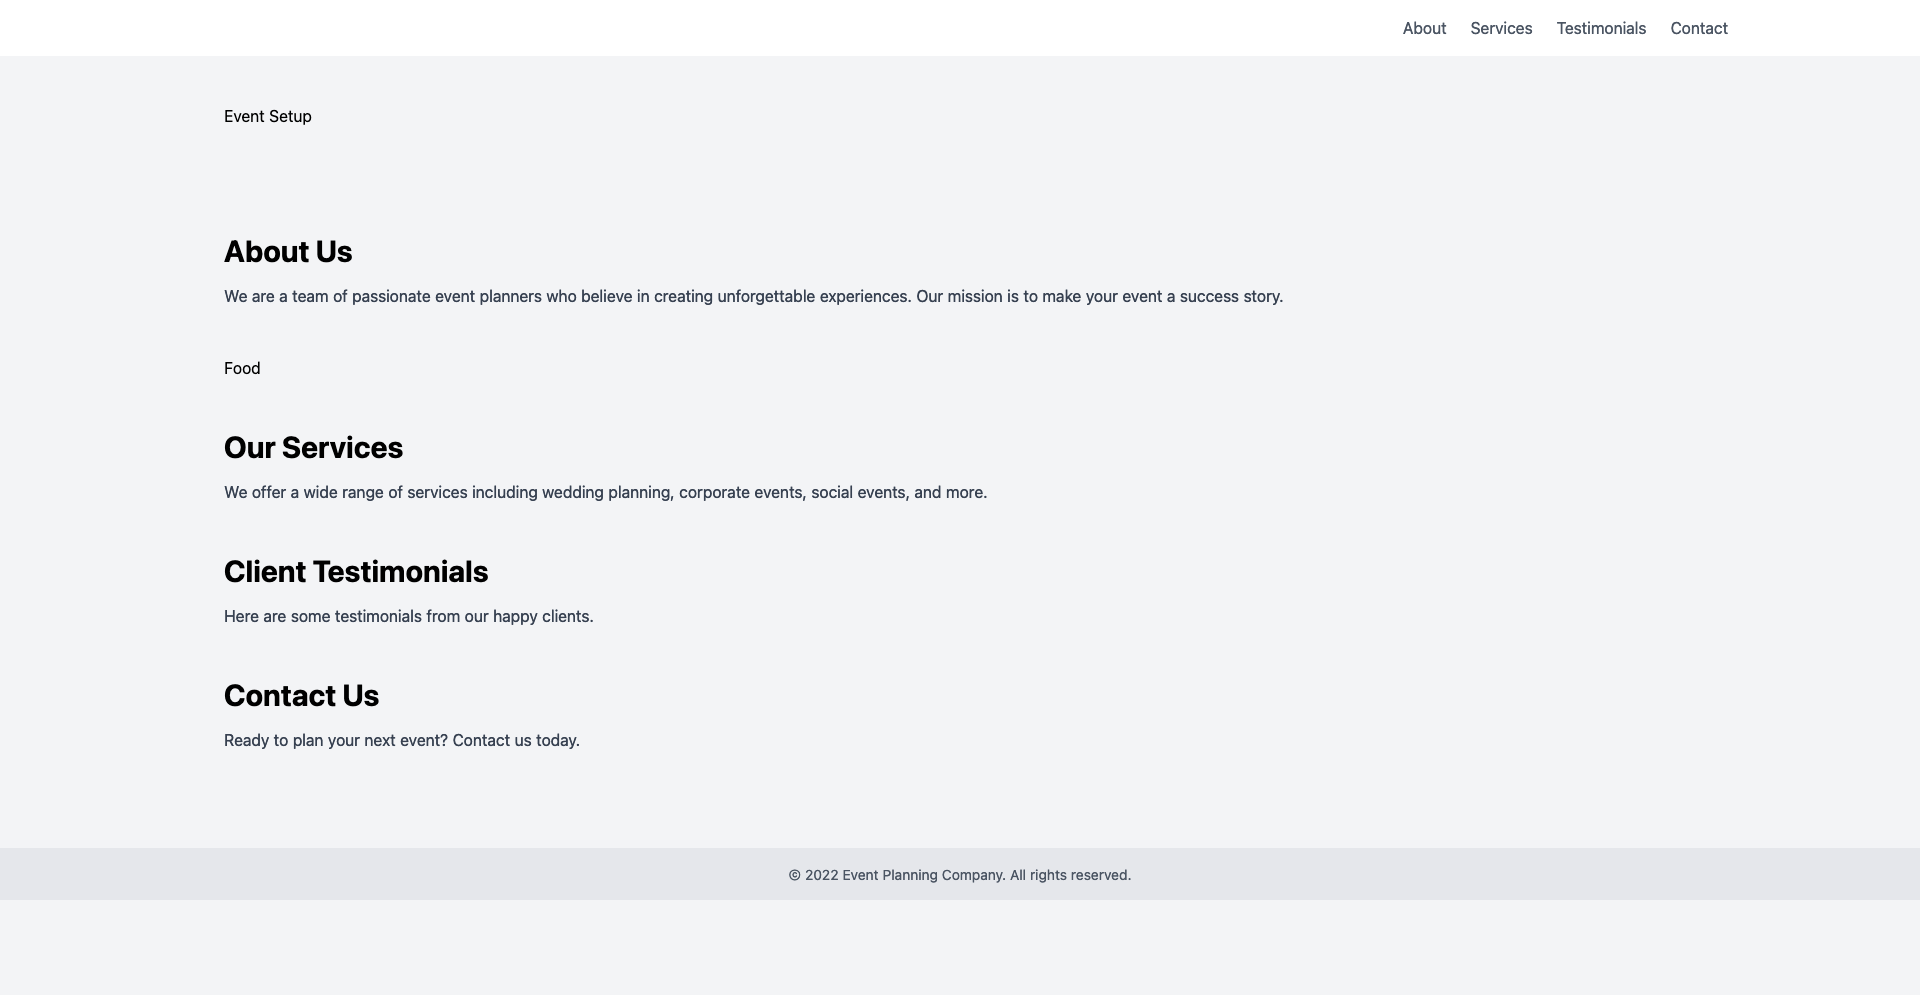 About Services Testimonials Contact
Event Setup
About Us
We are a team of passionate event planners who believe in creating unforgettable experiences. Our mission is to make your event a success story.
Food
Our Services
We offer a wide range of services including wedding planning, corporate events, social events, and more.
Client Testimonials
Here are some testimonials from our happy clients.
Contact Us
Ready to plan your next event? Contact us today.
© 2022 Event Planning Company. All rights reserved.